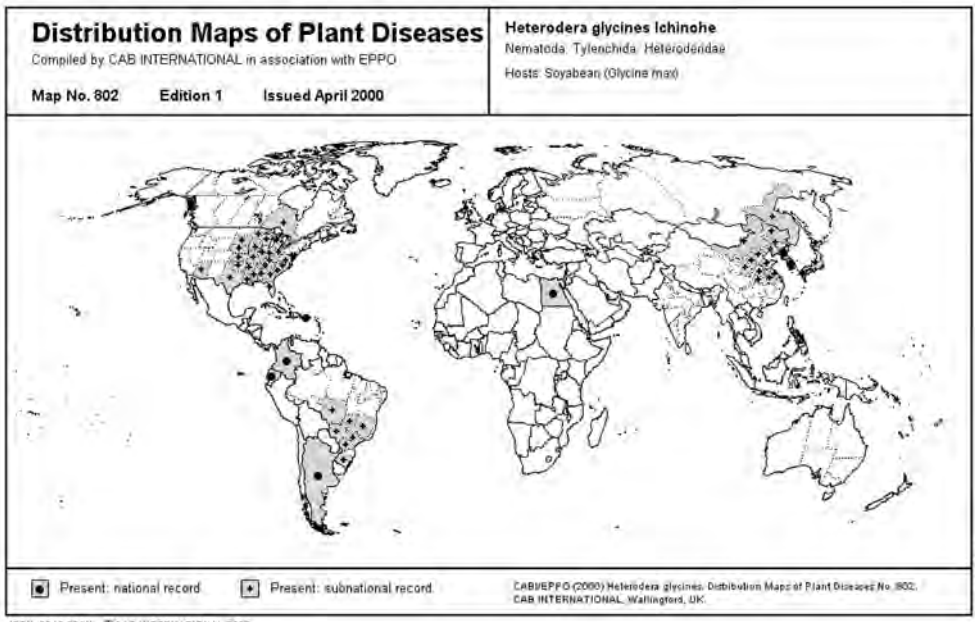 Distribution Maps of Plant Diseases
Compiled by CAB INTERNATIONAL in association with EPPO
Map No. 802 Edition 1 Issued April 2000
Heterodera glycines Ichinohe
Nematoda: Tylenchida: Heteroderidae
Hosts: Soyabean (Glycine max)
Present: national record
Present: subnational record
CABI/EPPO (2000) Heterodera glycines. Distribution Maps of Plant Diseases No. 802.
CAB INTERNATIONAL, Wallingford, UK.